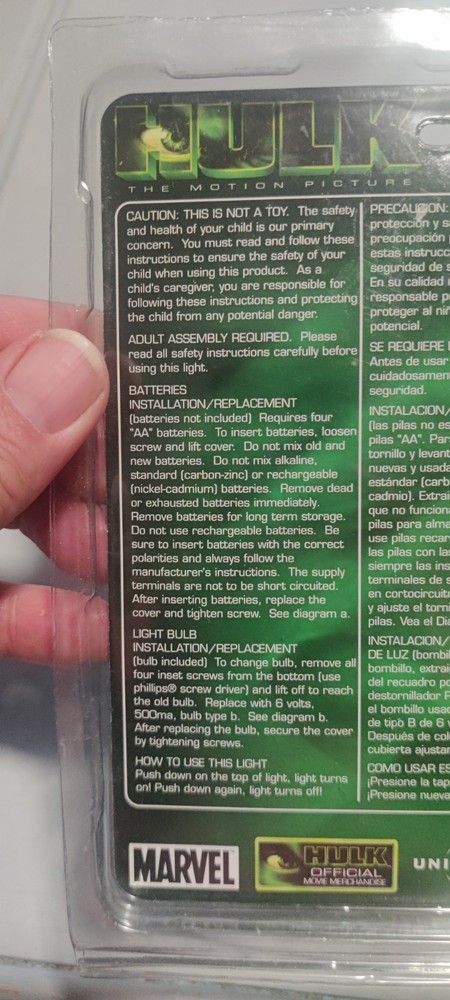 HULK
THE MOTION PICTURE
CAUTION: THIS IS NOT A TOY. The safety
and health of your child is our primary
concern. You must read and follow these
instructions to ensure the safety of your
child when using this product. As a
child's caregiver, you are responsible for
following these instructions and protecting
the child from any potential danger.
ADULT ASSEMBLY REQUIRED. Please
read all safety instructions carefully before
using this light.
BATTERIES
INSTALLATION/REPLACEMENT
(batteries not included) Requires four
"AA" batteries. To insert batteries, loosen
screw and lift cover. Do not mix old and
new batteries. Do not mix alkaline,
standard (carbon-zinc) or rechargeable
(nickel-cadmium) batteries. Remove dead
or exhausted batteries immediately.
Remove batteries for long term storage.
Do not use rechargeable batteries. Be
sure to insert batteries with the correct
polarities and always follow the
manufacturer's instructions. The supply
terminals are not to be short circuited.
After inserting batteries, replace the
cover and tighten screw. See diagram a.
LIGHT BULB
INSTALLATION/REPLACEMENT
(bulb included) To change bulb, remove all
four inset screws from the bottom (use
phillips® screw driver) and lift off to reach
the old bulb. Replace with 6 volts,
500ma, bulb type b. See diagram b.
After replacing the bulb, secure the cover
by tightening screws.
HOW TO USE THIS LIGHT
Push down on the top of light, light turns
on! Push down again, light turns off!
PRECAUCION:
protección y s
preocupación
estas instrucc
seguridad de s
En su calidad
responsable p
proteger al niñ
potencial.
SE REQUIERE
Antes de usar
cuidadosamen
seguridad.
INSTALACION/
(las pilas no es
pilas "AA". Par
tornillo y levant
nuevas y usada
estándar (carb
cadmio). Extrai
que no funciona
pilas para alma
use pilas recar
las pilas con las
siempre las ins
terminales de s
en cortocircuito
y ajuste el torni
pilas. Vea el Dia
INSTALACION/
DE LUZ (bombil
bombillo, extrai
del recuadro po
destornillador P
el bombillo usad
de tipo B de 6 v
Después de colo
cubierta ajustar
COMO USAR ES
¡Presione la tap
¡Presione nueva
MARVEL
HULK
OFFICIAL
MOVIE MERCHANDISE
UNI